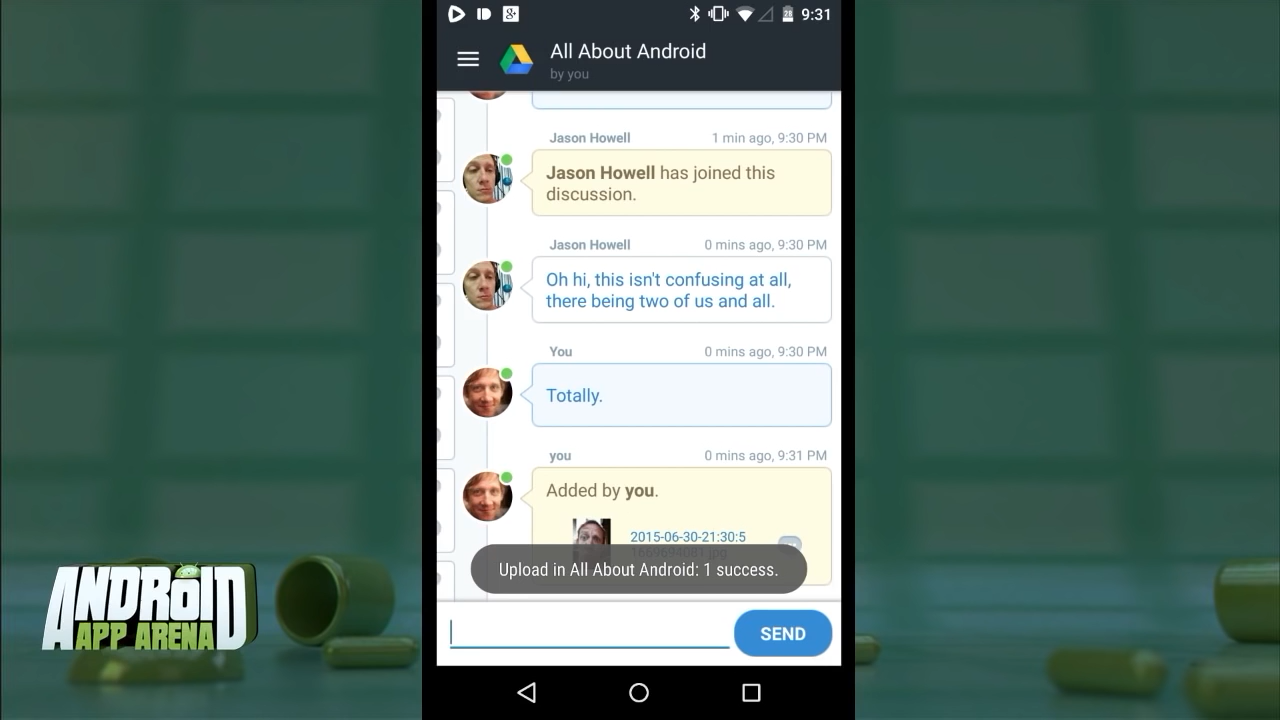 28 9:31
All About Android
by you
Jason Howell 1 min ago, 9:30 PM
Jason Howell has joined this
discussion.
Jason Howell 0 mins ago, 9:30 PM
Oh hi, this isn't confusing at all,
there being two of us and all.
You 0 mins ago, 9:30 PM
Totally.
you 0 mins ago, 9:31 PM
Added by you.
2015-06-30-21:30:5
1669694081.jpg
Upload in All About Android: 1 success.
SEND
ANDROID
APP ARENA